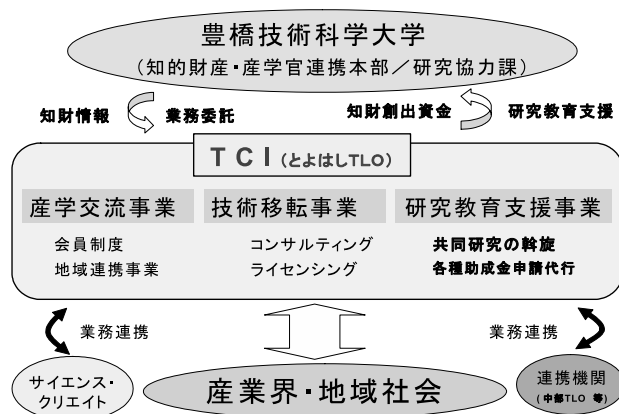 豊橋技術科学大学
(知的財産・産学官連携本部/研究協力課)
知財情報 業務委託 知財創出資金 研究教育支援
TCI(とよはしTLO)
産学交流事業 技術移転事業 研究教育支援事業
会員制度 コンサルティング 共同研究の斡旋
地域連携事業 ライセンシング 各種助成金申請代行
業務連携 業務連携
サイエンス・
クリエイト
産業界・地域社会
連携機関
(中部TLO 等)